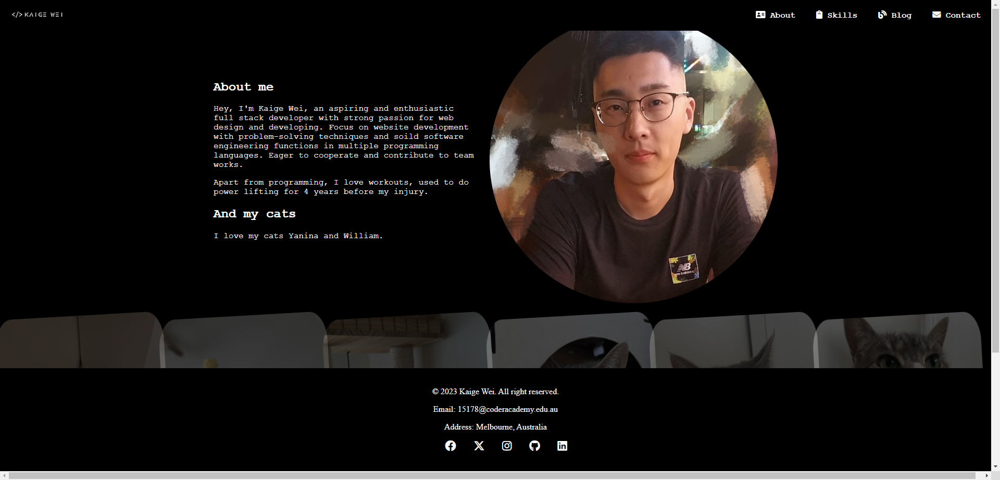 </> KAIGE WEI
About
Skills
Blog
Contact
About me
Hey, I'm Kaige Wei, an aspiring and enthusiastic
full stack developer with strong passion for web
design and developing. Focus on website development
with problem-solving techniques and soild software
engineering functions in multiple programming
languages. Eager to cooperate and contribute to team
works.
Apart from programming, I love workouts, used to do
power lifting for 4 years before my injury.
And my cats
I love my cats Yanina and William.
NB
new balance
© 2023 Kaige Wei. All right reserved.
Email: 15178@coderacademy.edu.au
Address: Melbourne, Australia